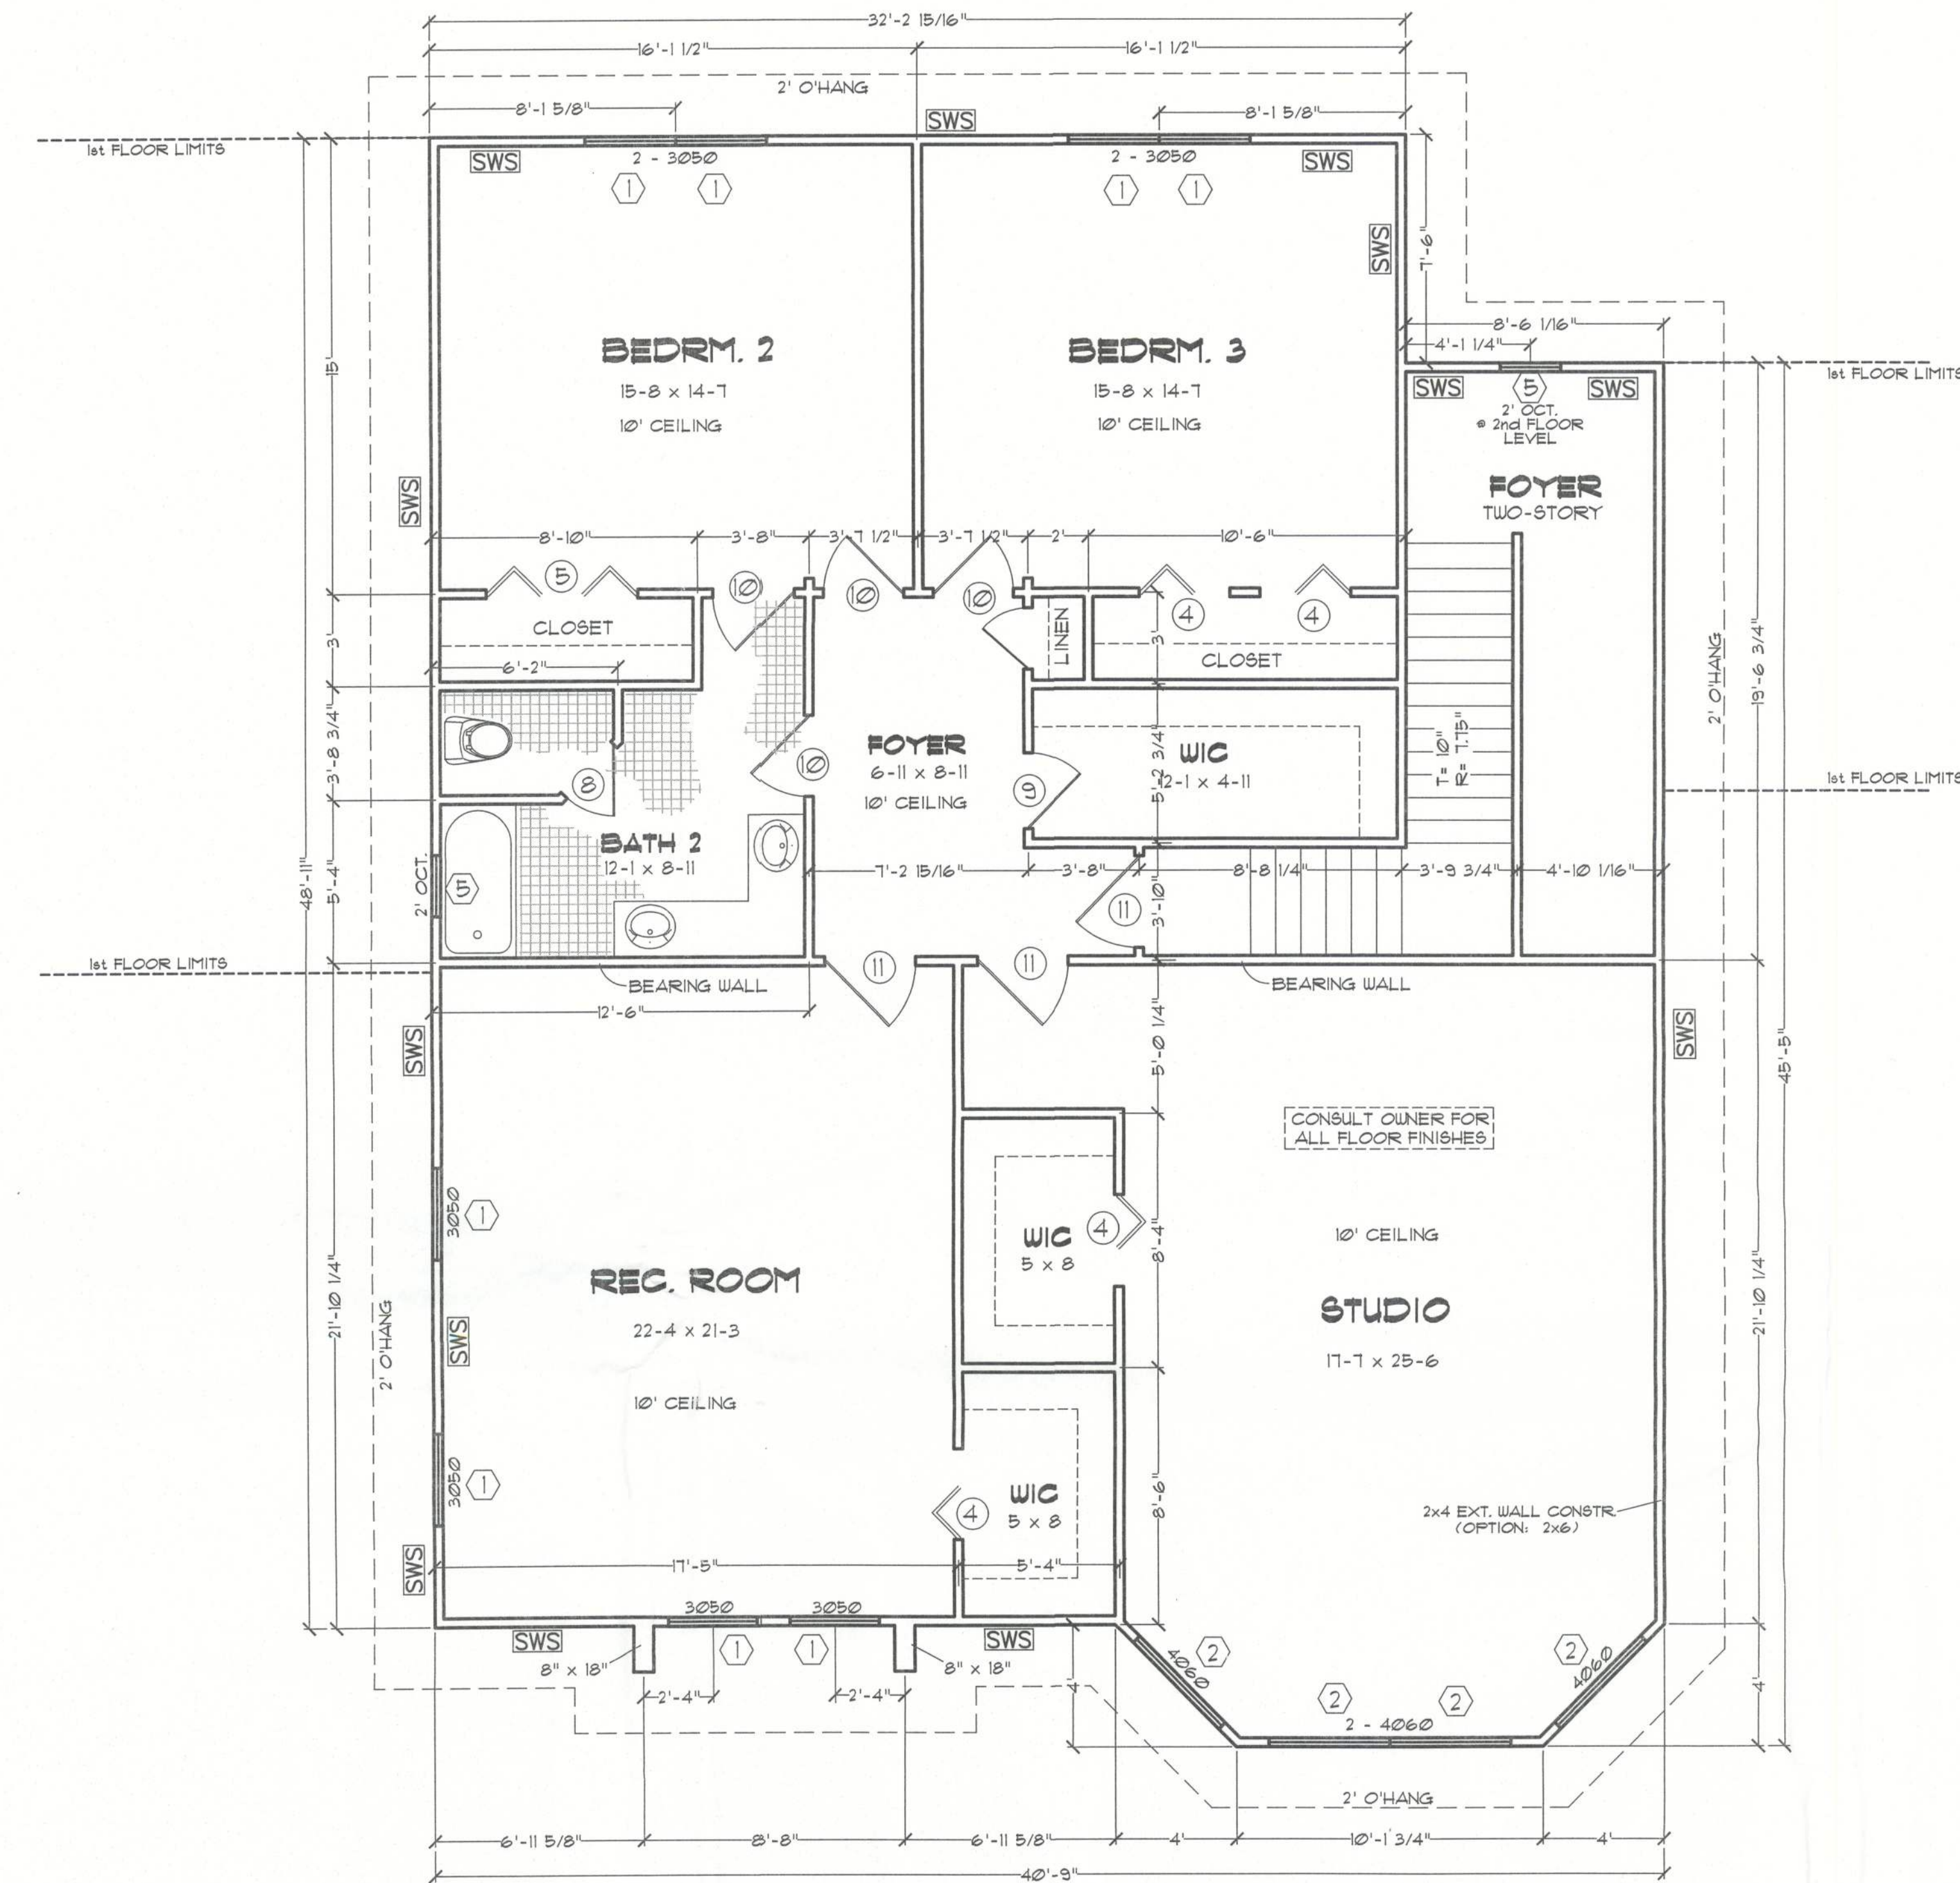 32'-2 15/16"
16'-1 1/2"
16'-1 1/2"
2' O'HANG
8'-1 5/8"
8'-1 5/8"
SWS
1st FLOOR LIMITS
SWS
2 - 3050
2 - 3050
SWS
1
1
1
1
SWS
7'-6"
8'-6 1/16"
4'-1 1/4"
BEDRM. 2
15-8 x 14-7
10' CEILING
BEDRM. 3
15-8 x 14-7
10' CEILING
15'
1st FLOOR LIMITS
SWS
5
SWS
2' OCT.
@ 2nd FLOOR
LEVEL
FOYER
TWO-STORY
SWS
8'-10"
3'-8"
3'-7 1/2"
3'-7 1/2"
2'
10'-6"
5
10
10
10
4
4
CLOSET
LINEN
3'
CLOSET
3'
6'-2"
2' O'HANG
19'-6 3/4"
3'-8 3/4"
8
10
FOYER
6-11 x 8-11
10' CEILING
9
WIC
12-1 x 4-11
5'-2 3/4"
T= 10"
R= 7.75"
1st FLOOR LIMITS
BATH 2
12-1 x 8-11
48'-11"
5'-4"
2' OCT.
5
7'-2 15/16"
3'-8"
8'-8 1/4"
3'-9 3/4"
4'-10 1/16"
11
3'-10"
1st FLOOR LIMITS
11
11
BEARING WALL
BEARING WALL
12'-6"
SWS
5'-0 1/4"
SWS
45'-5"
CONSULT OWNER FOR
ALL FLOOR FINISHES
3050
1
WIC
5 x 8
4
8'-4"
10' CEILING
REC. ROOM
22-4 x 21-3
10' CEILING
STUDIO
17-7 x 25-6
21'-10 1/4"
2' O'HANG
SWS
21'-10 1/4"
3050
1
WIC
5 x 8
4
8'-6"
2x4 EXT. WALL CONSTR.
(OPTION: 2x6)
SWS
17'-5"
5'-4"
3050
3050
SWS
1
1
SWS
8" x 18"
8" x 18"
2'-4"
2'-4"
4'
4060
2
2
4060
2
2
2 - 4060
4'
2' O'HANG
6'-11 5/8"
8'-8"
6'-11 5/8"
4'
10'-1 3/4"
4'
40'-9"